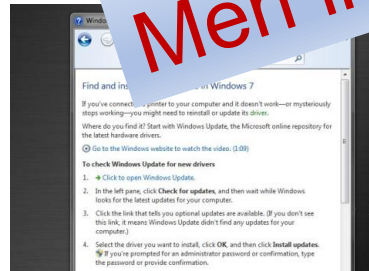 Men
Windo
Find and ins in Windows 7
If you've connect printer to your computer and it doesn't work—or mysteriously
stops working—you might need to reinstall or update its driver.
Where do you find it? Start with Windows Update, the Microsoft online repository for
the latest hardware drivers.
Go to the Windows website to watch the video. (1:09)
To check Windows Update for new drivers
1. Click to open Windows Update.
2. In the left pane, click Check for updates, and then wait while Windows
looks for the latest updates for your computer.
3. Click the link that tells you optional updates are available. (If you don't see
this link, it means Windows Update didn't find any updates for your
computer.)
4. Select the driver you want to install, click OK, and then click Install updates.
If you're prompted for an administrator password or confirmation, type
the password or provide confirmation.